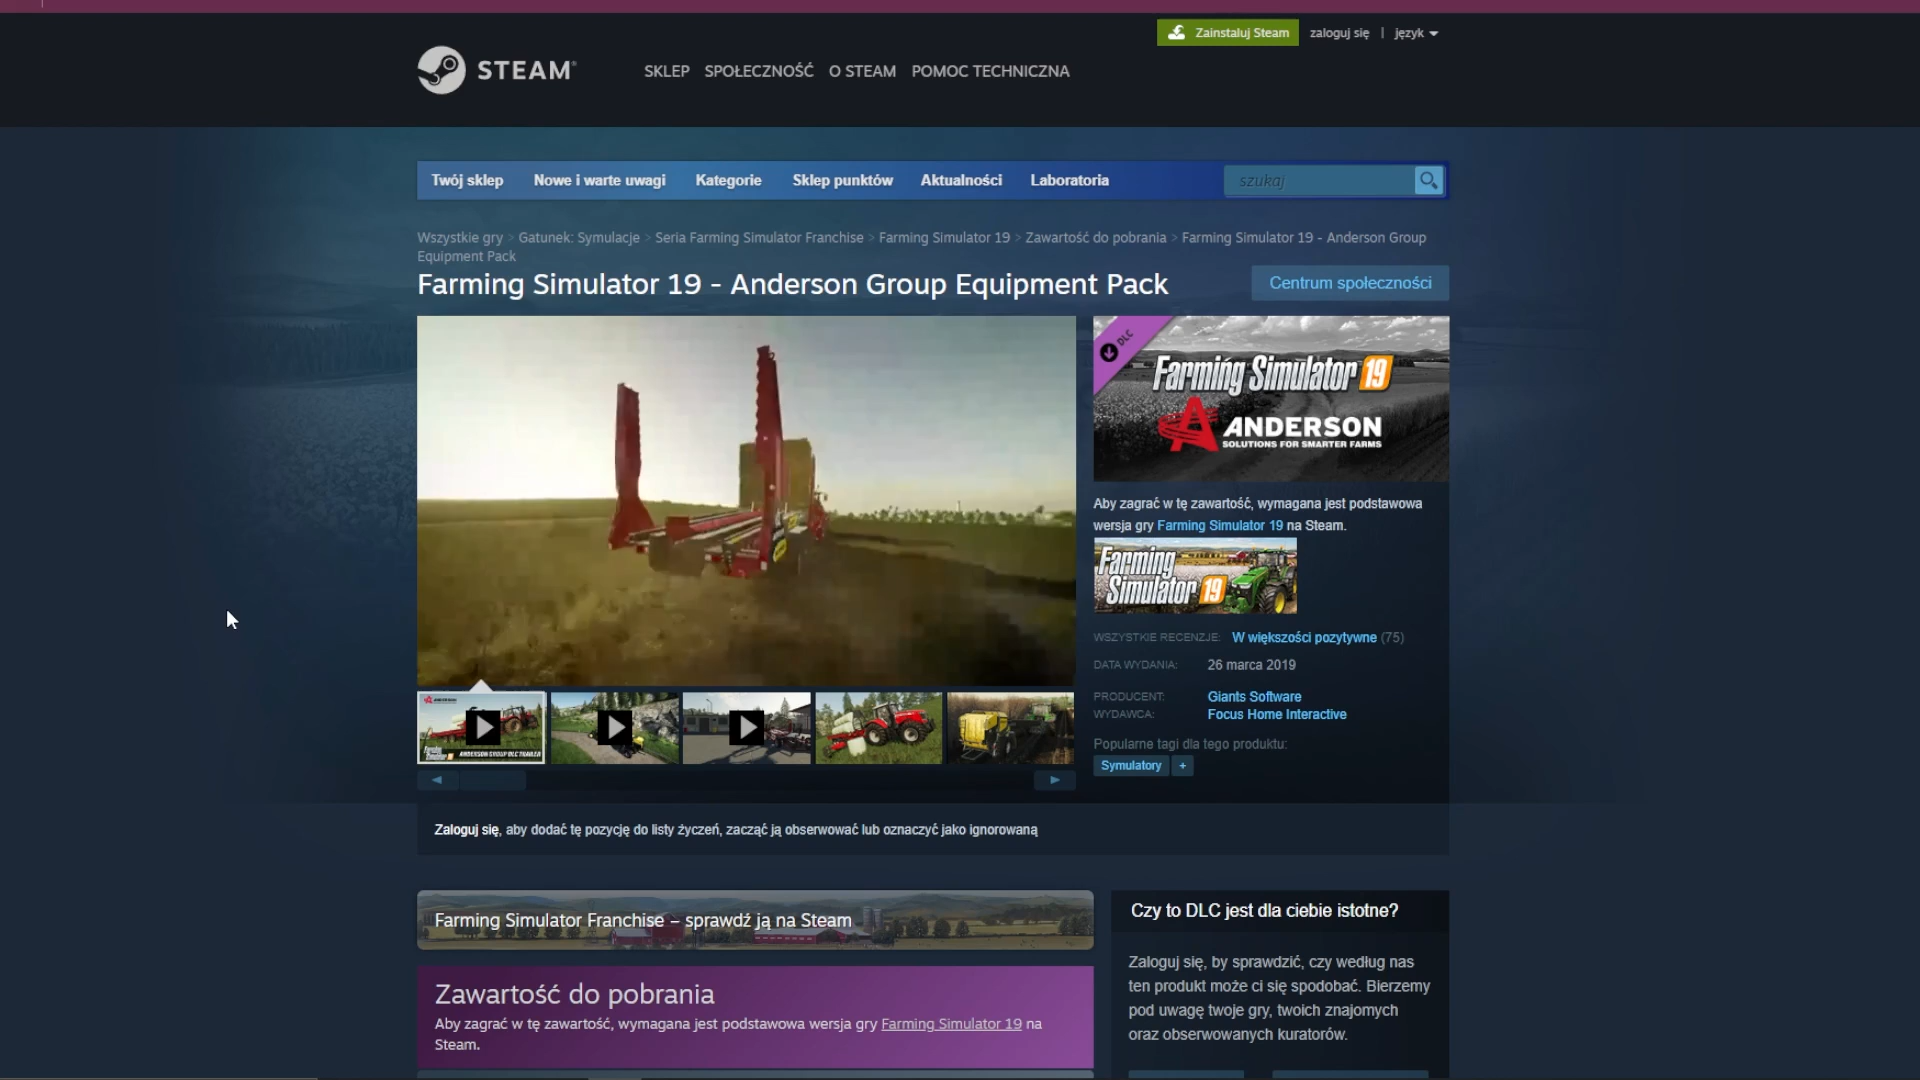 Zainstaluj Steam
zaloguj się | język
STEAM®
SKLEP SPOŁECZNOŚĆ O STEAM POMOC TECHNICZNA
Twój sklep Nowe i warte uwagi Kategorie Sklep punktów Aktualności Laboratoria
szukaj
Wszystkie gry > Gatunek: Symulacje > Seria Farming Simulator Franchise > Farming Simulator 19 > Zawartość do pobrania > Farming Simulator 19 - Anderson Group
Equipment Pack
Farming Simulator 19 - Anderson Group Equipment Pack
Centrum społeczności
DLC
Farming Simulator 19
ANDERSON
SOLUTIONS FOR SMARTER FARMS
Aby zagrać w tę zawartość, wymagana jest podstawowa
wersja gry Farming Simulator 19 na Steam.
Farming
Simulator 19
WSZYSTKIE RECENZJE: W większości pozytywne (75)
DATA WYDANIA: 26 marca 2019
PRODUCENT: Giants Software
WYDAWCA: Focus Home Interactive
Popularne tagi dla tego produktu:
Symulatory +
ANDERSON GROUP DLC TRAILER
Zaloguj się, aby dodać tę pozycję do listy życzeń, zacząć ją obserwować lub oznaczyć jako ignorowaną
Farming Simulator Franchise – sprawdź ją na Steam
Zawartość do pobrania
Aby zagrać w tę zawartość, wymagana jest podstawowa wersja gry Farming Simulator 19 na
Steam.
Czy to DLC jest dla ciebie istotne?
Zaloguj się, by sprawdzić, czy według nas
ten produkt może ci się spodobać. Bierzemy
pod uwagę twoje gry, twoich znajomych
oraz obserwowanych kuratorów.